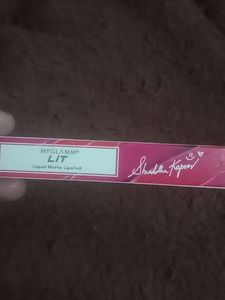 MYGLAMM®
LIT
Liquid Matte Lipstick
Shraddha Kapoor